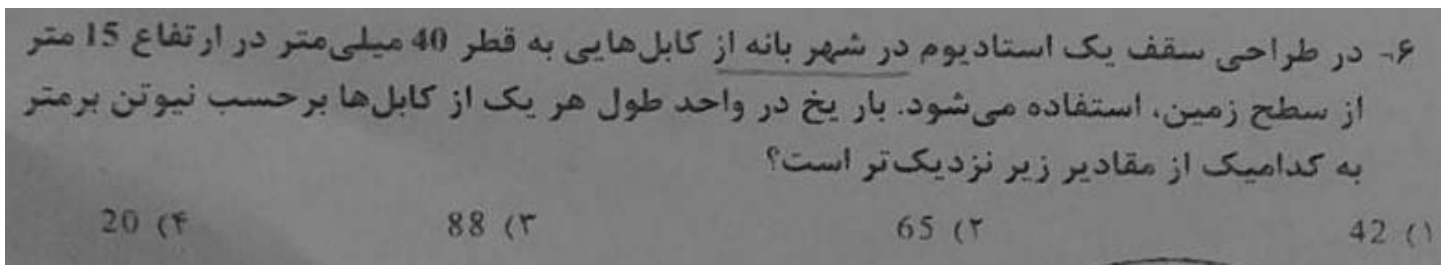 ۶- در طراحی سقف یک استادیوم در شهر بانه از کابل‌هایی به قطر 40 میلی‌متر در ارتفاع 15 متر
از سطح زمین، استفاده می‌شود. بار یخ در واحد طول هر یک از کابل‌ها برحسب نیوتن برمتر
به کدامیک از مقادیر زیر نزدیک‌تر است؟
۱) 42 ۲) 65 ۳) 88 ۴) 20